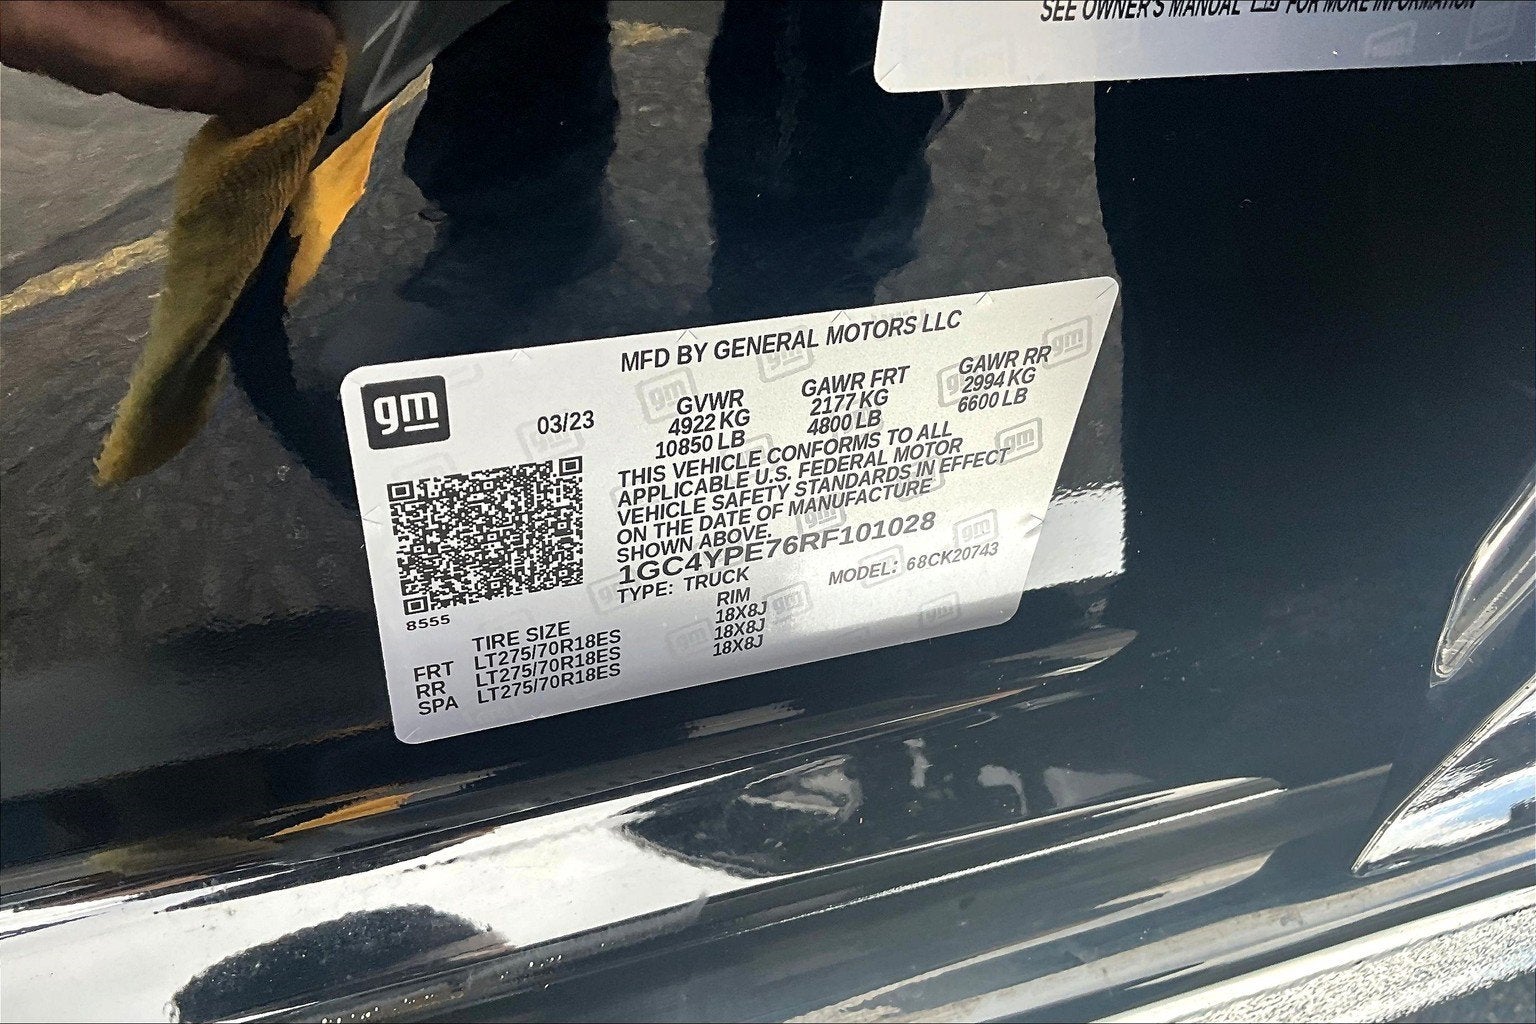 SEE OWNER'S MANUAL FOR MORE INFORMATION
MFD BY GENERAL MOTORS LLC
gm
03/23
GVWR
4922 KG
10850 LB
GAWR FRT
2177 KG
4800 LB
GAWR RR
2994 KG
6600 LB
THIS VEHICLE CONFORMS TO ALL
APPLICABLE U.S. FEDERAL MOTOR
VEHICLE SAFETY STANDARDS IN EFFECT
ON THE DATE OF MANUFACTURE
SHOWN ABOVE.
1GC4YPE76RF101028
TYPE: TRUCK MODEL: 68CK20743
8555
TIRE SIZE RIM
FRT LT275/70R18ES 18X8J
RR LT275/70R18ES 18X8J
SPA LT275/70R18ES 18X8J